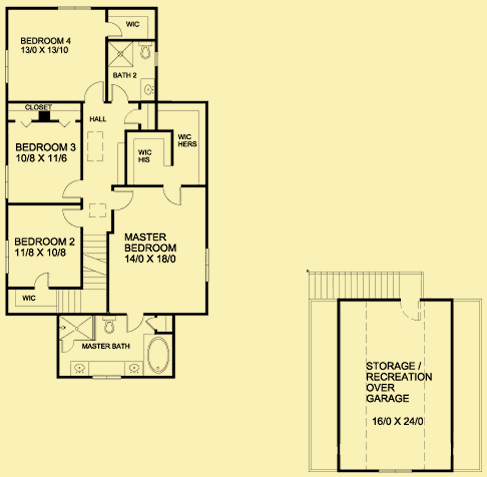 WIC
BEDROOM 4
13/0 X 13/10
BATH 2
CLOSET
HALL
WIC
HERS
WIC
HIS
BEDROOM 3
10/8 X 11/6
MASTER
BEDROOM
14/0 X 18/0
BEDROOM 2
11/8 X 10/8
WIC
MASTER BATH
STORAGE /
RECREATION
OVER
GARAGE
16/0 X 24/0